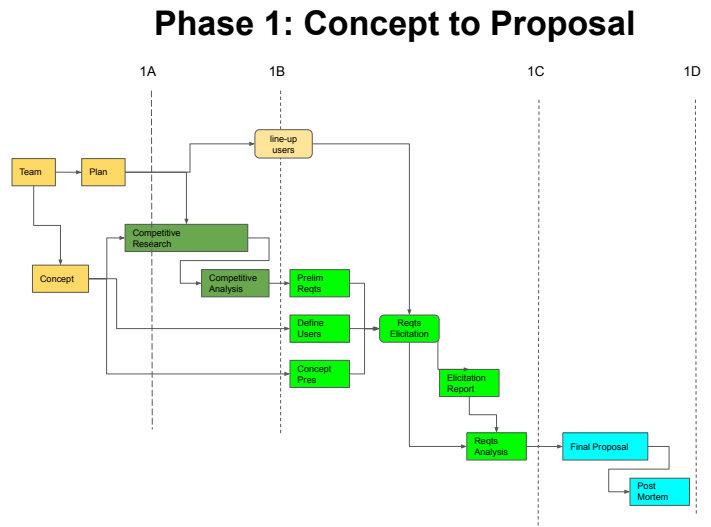 Phase 1: Concept to Proposal
1A
1B
1C
1D
line-up
users
Team
Plan
Competitive
Research
Concept
Competitive
Analysis
Prelim
Reqts
Define
Users
Reqts
Elicitation
Concept
Pres
Elicitation
Report
Reqts
Analysis
Final Proposal
Post
Mortem